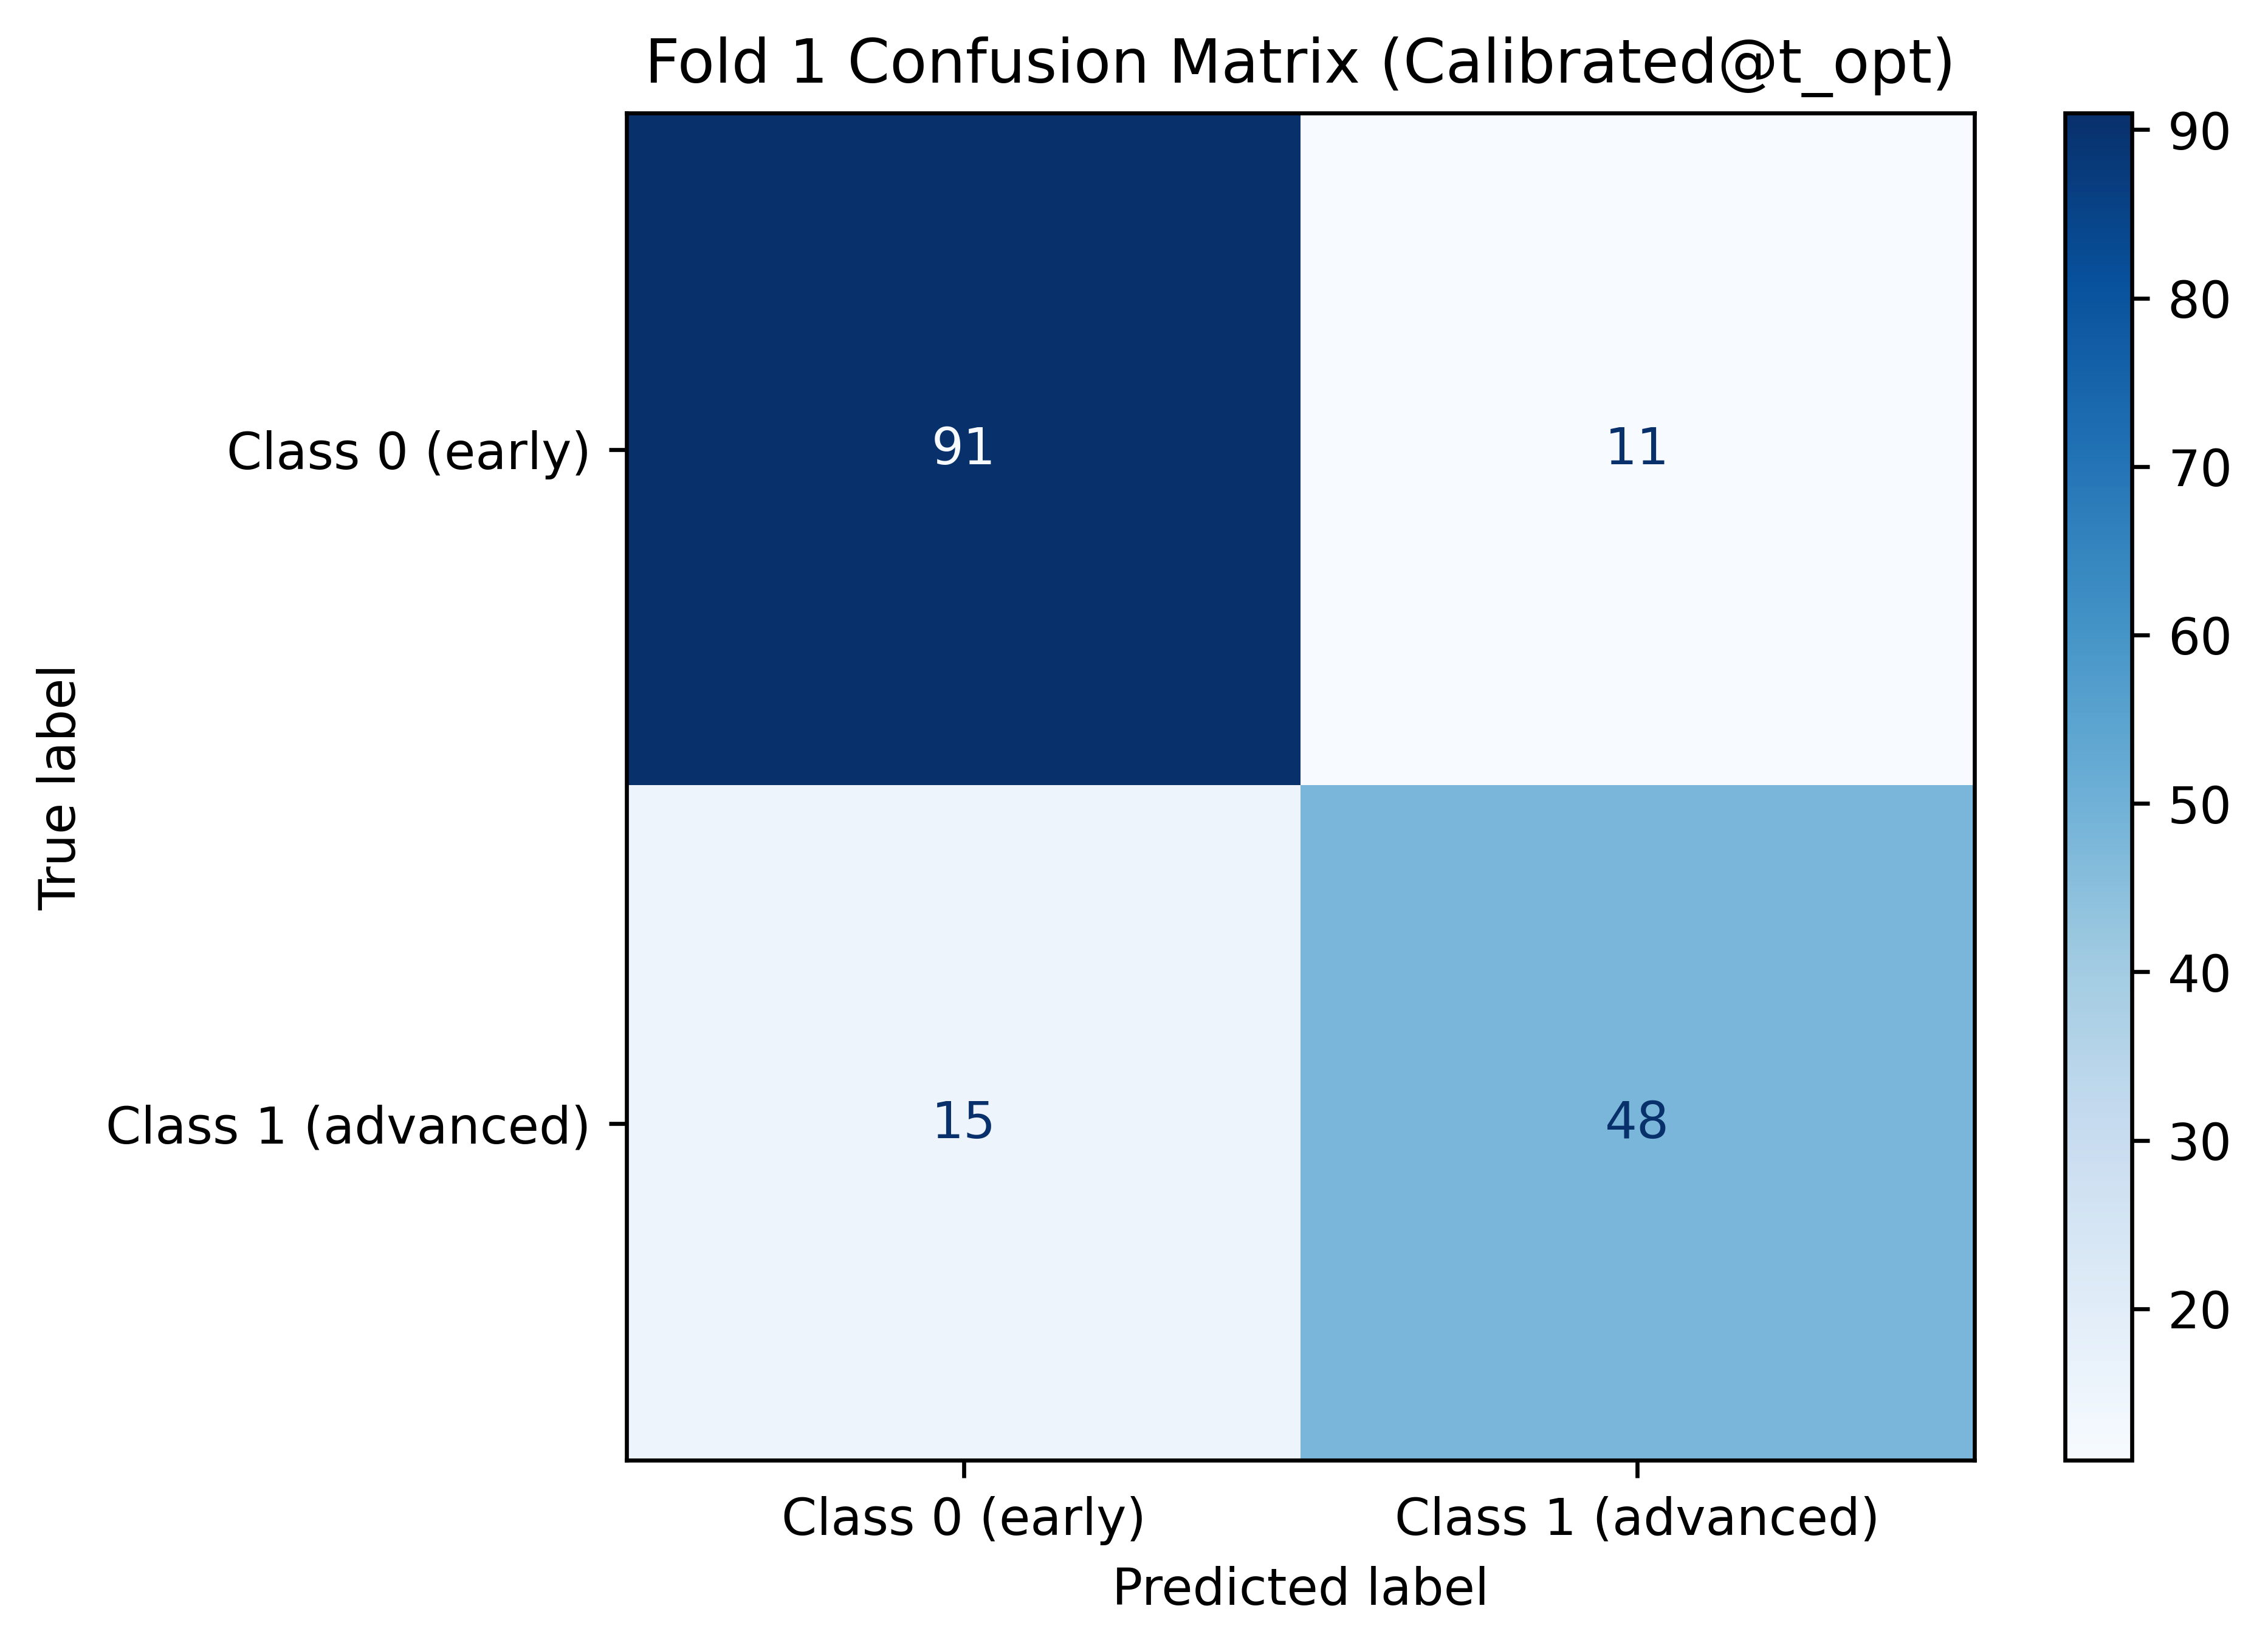 Fold 1 Confusion Matrix (Calibrated@t_opt)
True label
Class 0 (early)
Class 1 (advanced)
91
11
15
48
Class 0 (early)
Class 1 (advanced)
Predicted label
90
80
70
60
50
40
30
20